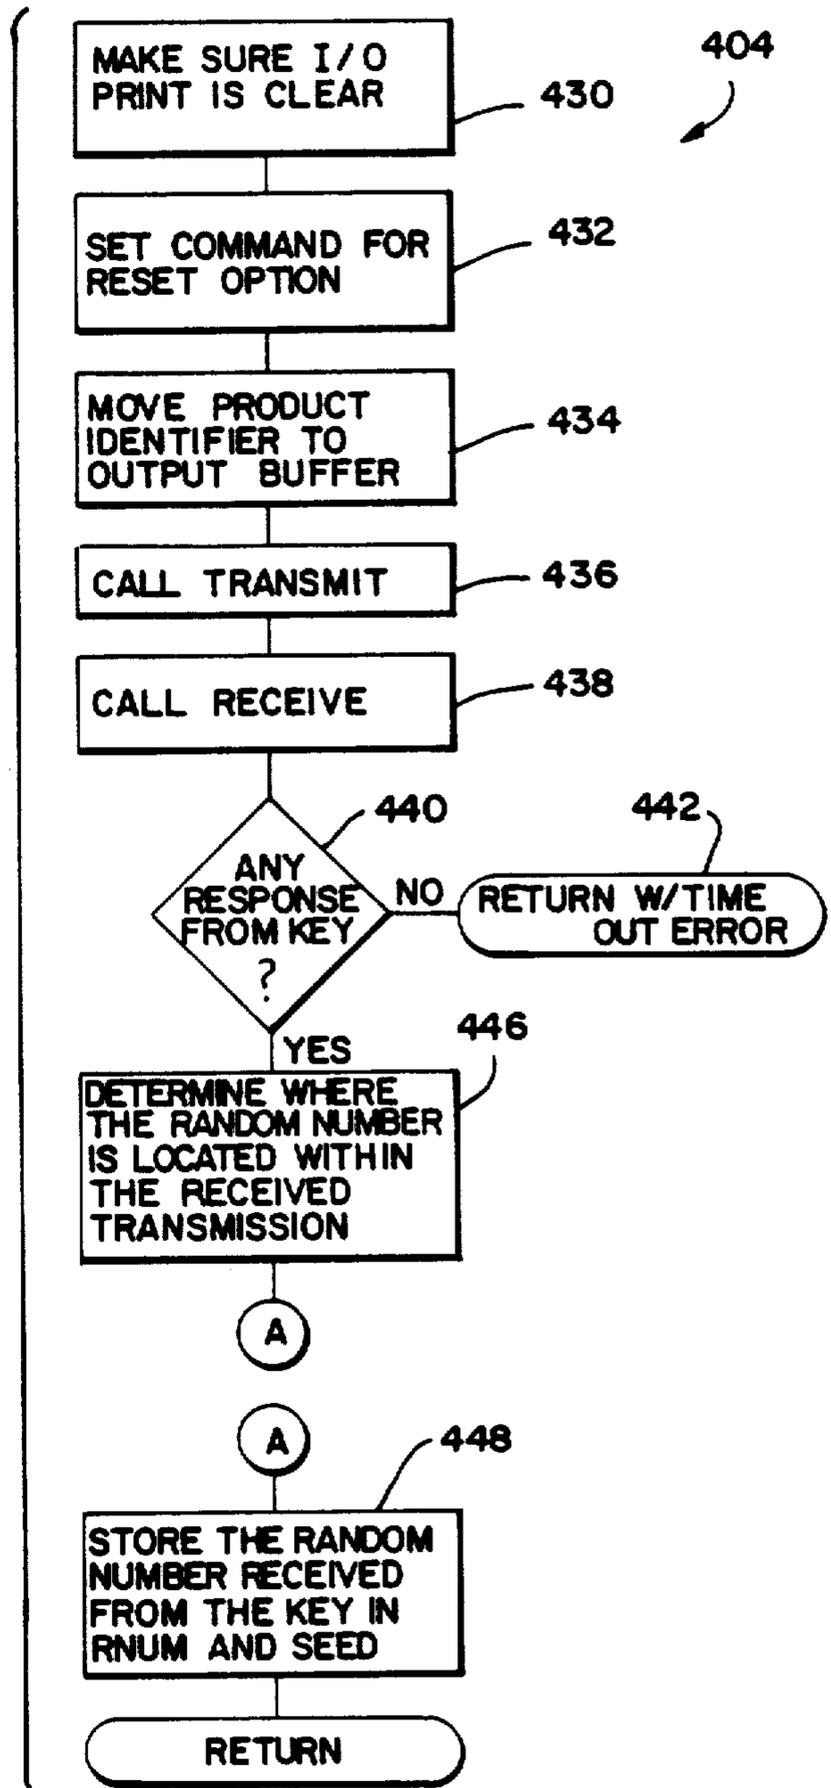 404
MAKE SURE I/O
PRINT IS CLEAR
430
SET COMMAND FOR
RESET OPTION
432
MOVE PRODUCT
IDENTIFIER TO
OUTPUT BUFFER
434
CALL TRANSMIT
436
CALL RECEIVE
438
440
ANY
RESPONSE
FROM KEY
?
NO
442
RETURN W/TIME
OUT ERROR
YES
446
DETERMINE WHERE
THE RANDOM NUMBER
IS LOCATED WITHIN
THE RECEIVED
TRANSMISSION
A
A
448
STORE THE RANDOM
NUMBER RECEIVED
FROM THE KEY IN
RNUM AND SEED
RETURN